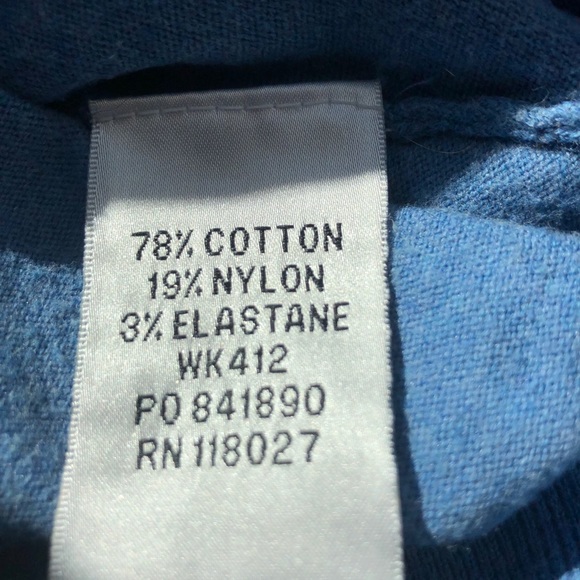 78% COTTON
19% NYLON
3% ELASTANE
WK412
PO 841890
RN 118027